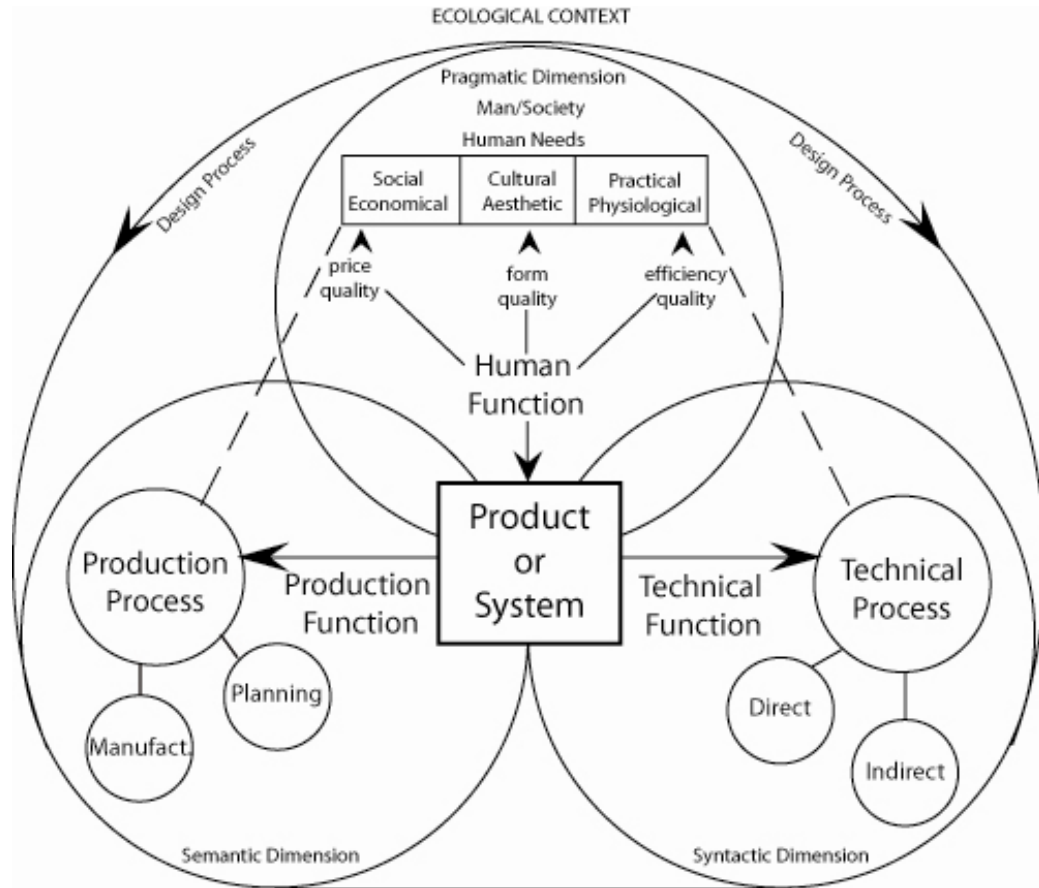 ECOLOGICAL CONTEXT
Pragmatic Dimension
Man/Society
Human Needs
Design Process
Design Process
Social
Economical
Cultural
Aesthetic
Practical
Physiological
price
quality
form
quality
efficiency
quality
Human
Function
Product
or
System
Production
Process
Production
Function
Technical
Function
Technical
Process
Planning
Manufact.
Direct
Indirect
Semantic Dimension
Syntactic Dimension